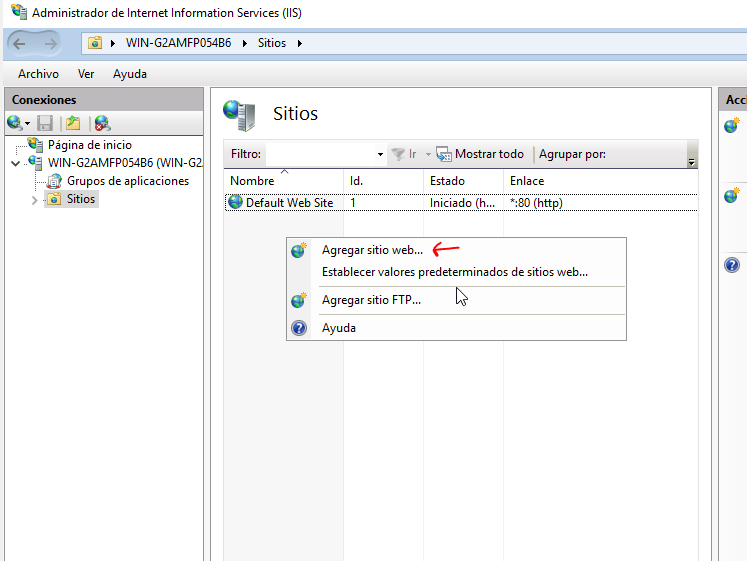 Administrador de Internet Information Services (IIS)
WIN-G2AMFP054B6 Sitios
Archivo Ver Ayuda
Conexiones
Página de inicio
WIN-G2AMFP054B6 (WIN-G2
Grupos de aplicaciones
Sitios
Sitios
Filtro: Ir Mostrar todo Agrupar por:
Nombre Id. Estado Enlace
Default Web Site 1 Iniciado (h... *:80 (http)
Agregar sitio web...
Establecer valores predeterminados de sitios web...
Agregar sitio FTP...
Ayuda
Acci